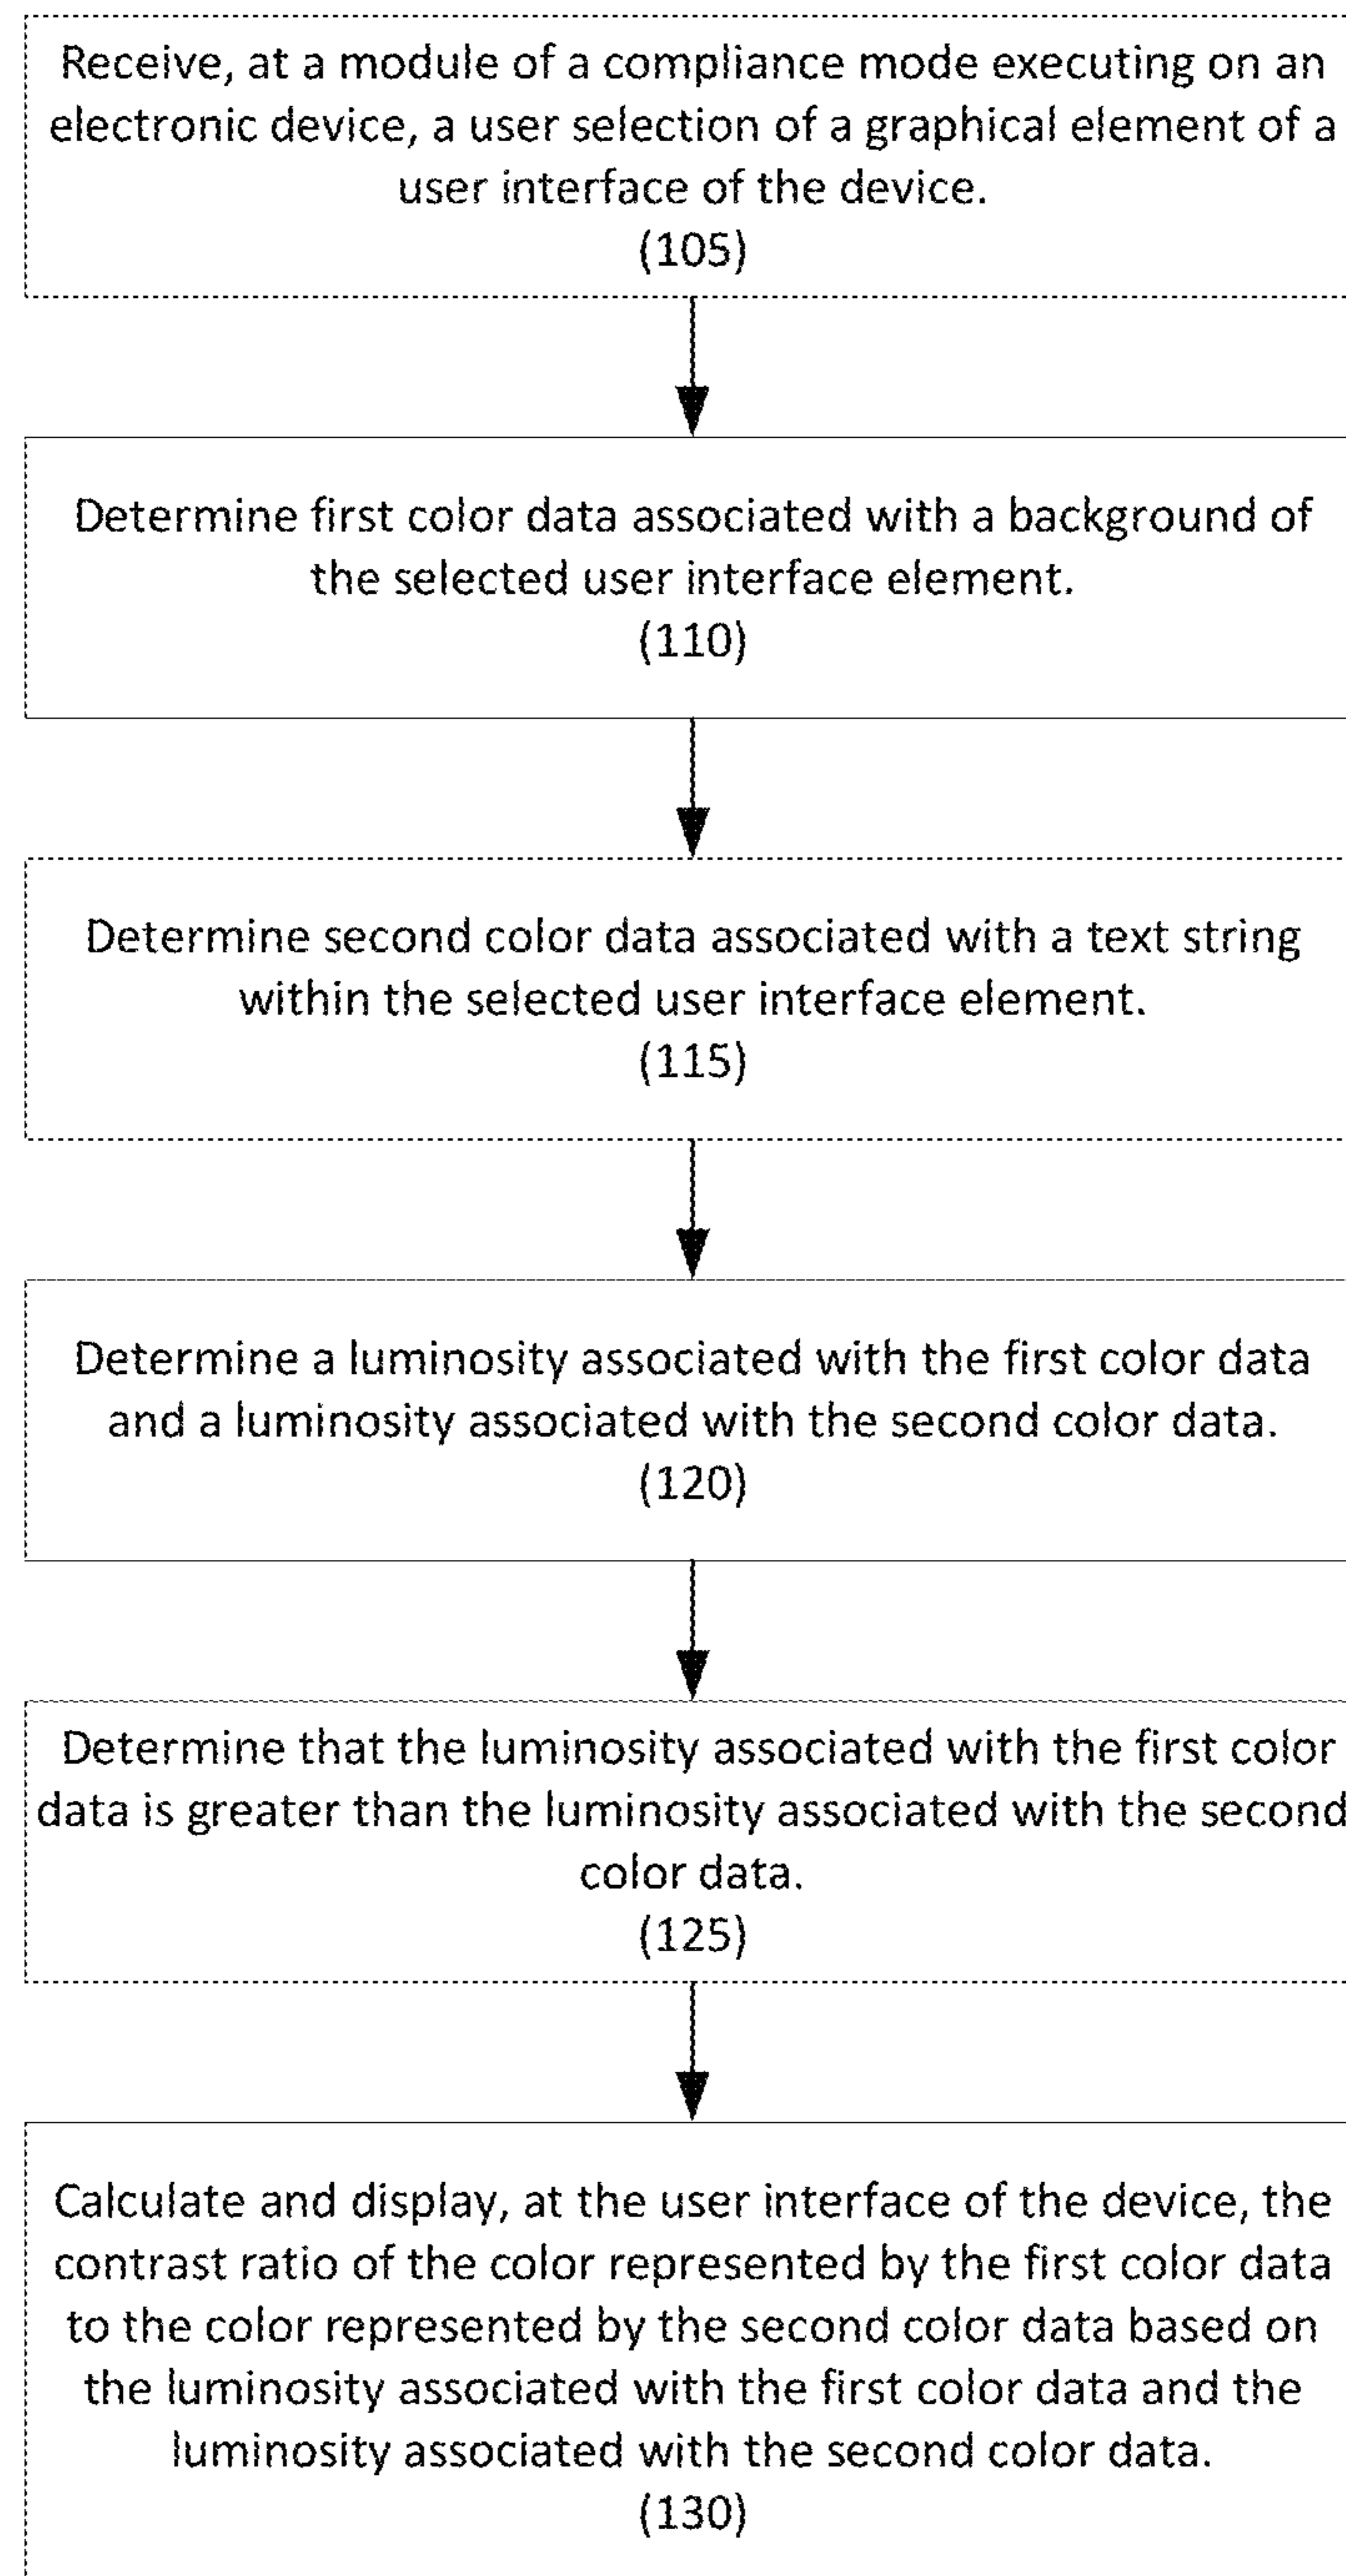 Receive, at a module of a compliance mode executing on an
electronic device, a user selection of a graphical element of a
user interface of the device.
(105)
Determine first color data associated with a background of
the selected user interface element.
(110)
Determine second color data associated with a text string
within the selected user interface element.
(115)
Determine a luminosity associated with the first color data
and a luminosity associated with the second color data.
(120)
Determine that the luminosity associated with the first color
data is greater than the luminosity associated with the second
color data.
(125)
Calculate and display, at the user interface of the device, the
contrast ratio of the color represented by the first color data
to the color represented by the second color data based on
the luminosity associated with the first color data and the
luminosity associated with the second color data.
(130)